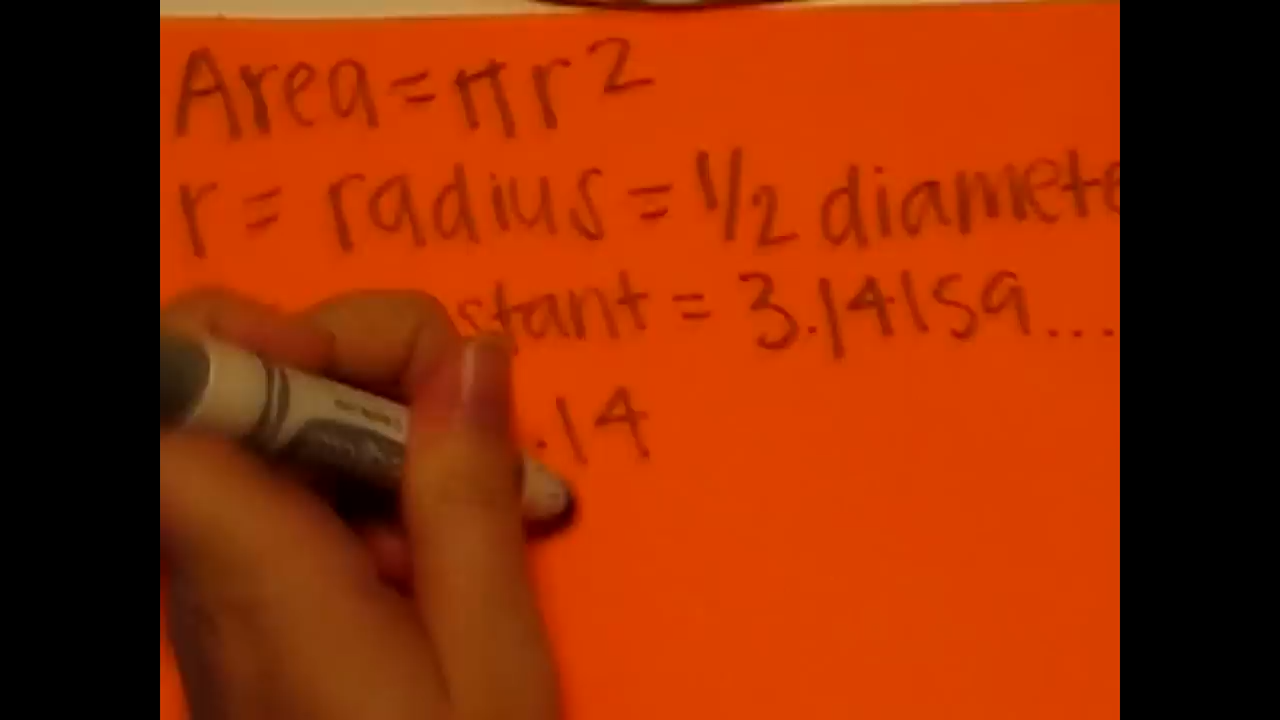 Area = πr²
r = radius = 1/2 diamete
stant = 3.14159...
.14